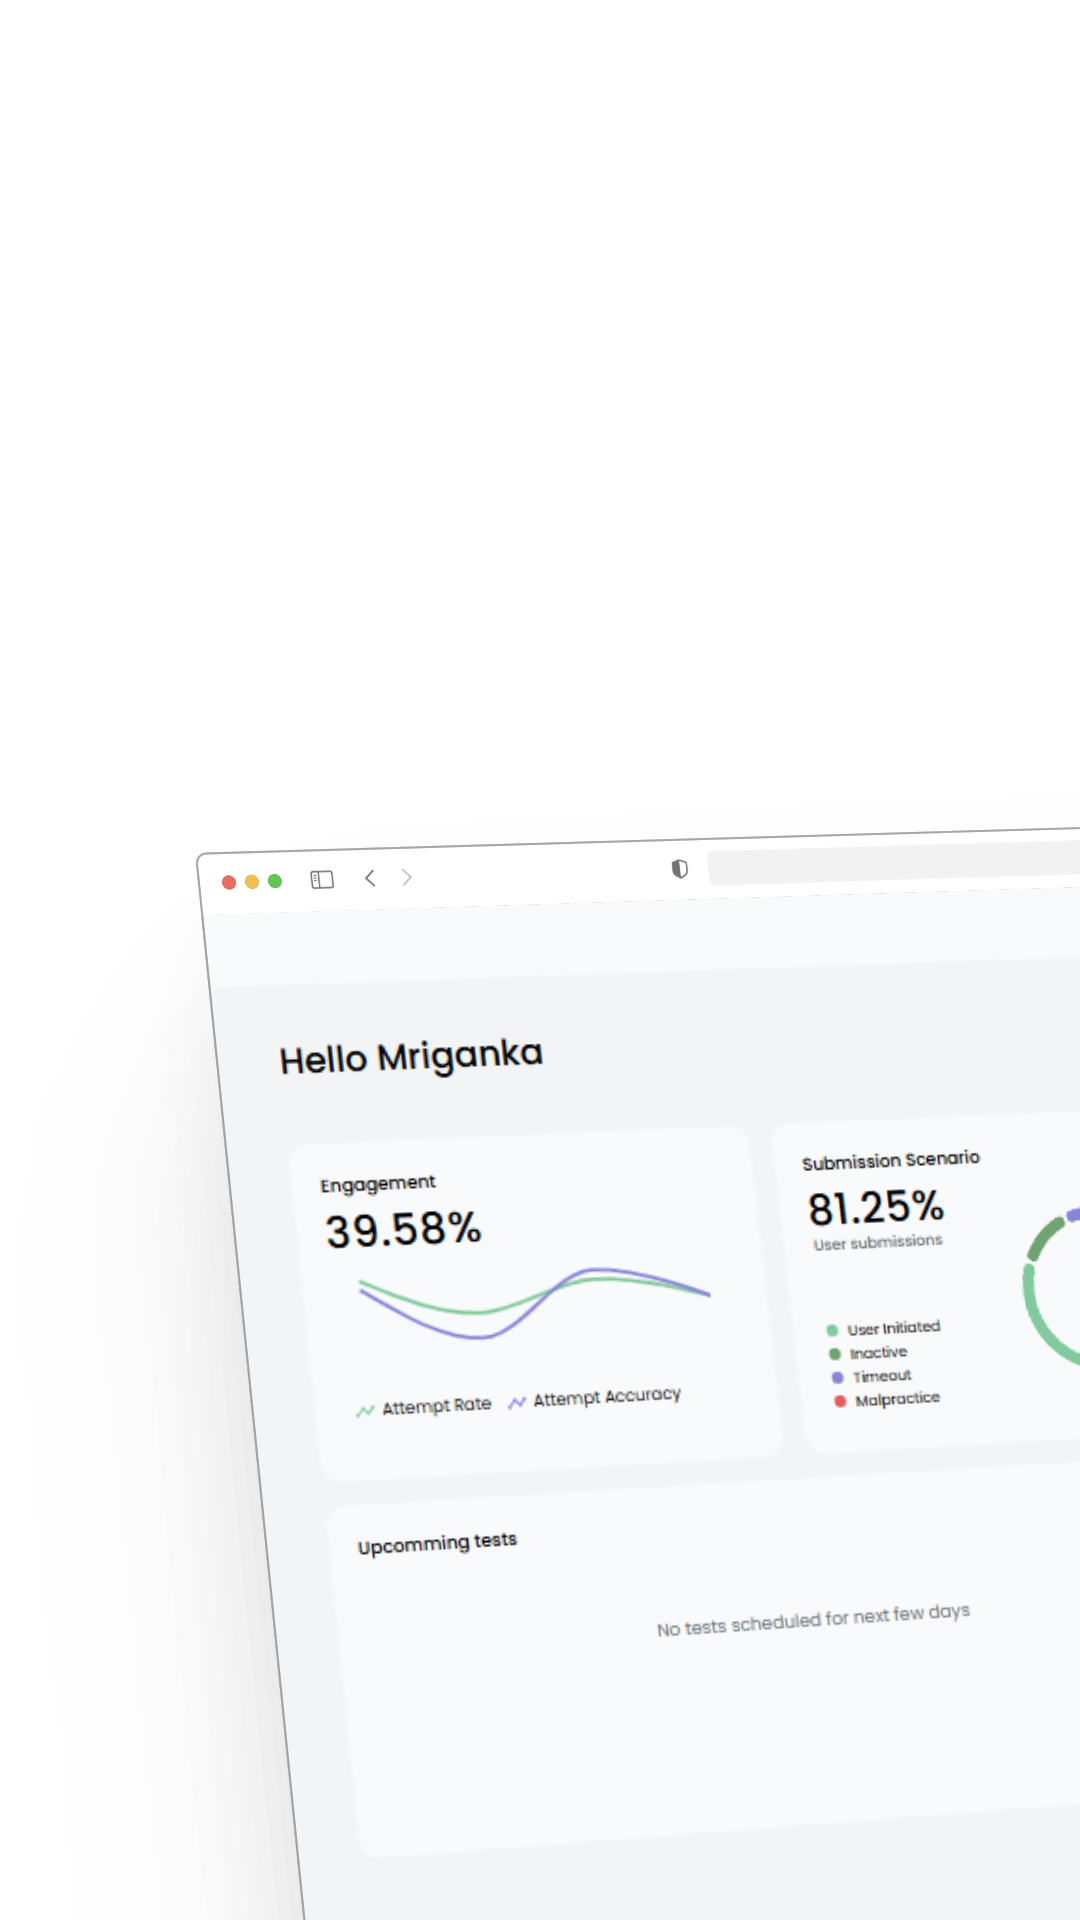 Hello Mriganka
Engagement
39.58%
Attempt Rate
Attempt Accuracy
Submission Scenario
81.25%
User submissions
User Initiated
Inactive
Timeout
Malpractice
Upcomming tests
No tests scheduled for next few days